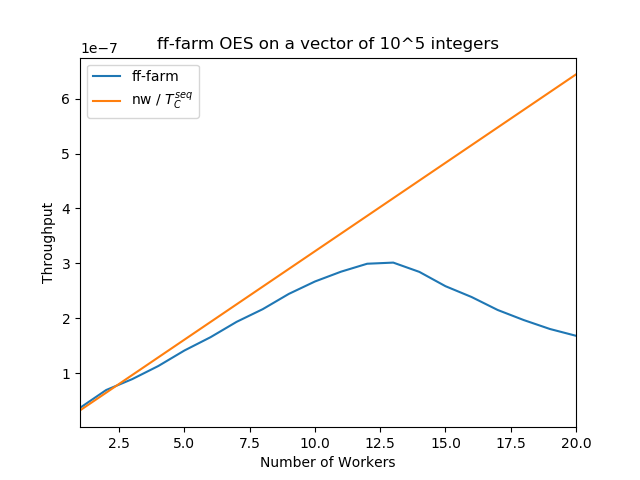 ff-farm OES on a vector of 10^5 integers
1e−7
ff-farm
nw / $T_C^{seq}$
6
5
4
3
2
1
Throughput
2.5 5.0 7.5 10.0 12.5 15.0 17.5 20.0
Number of Workers